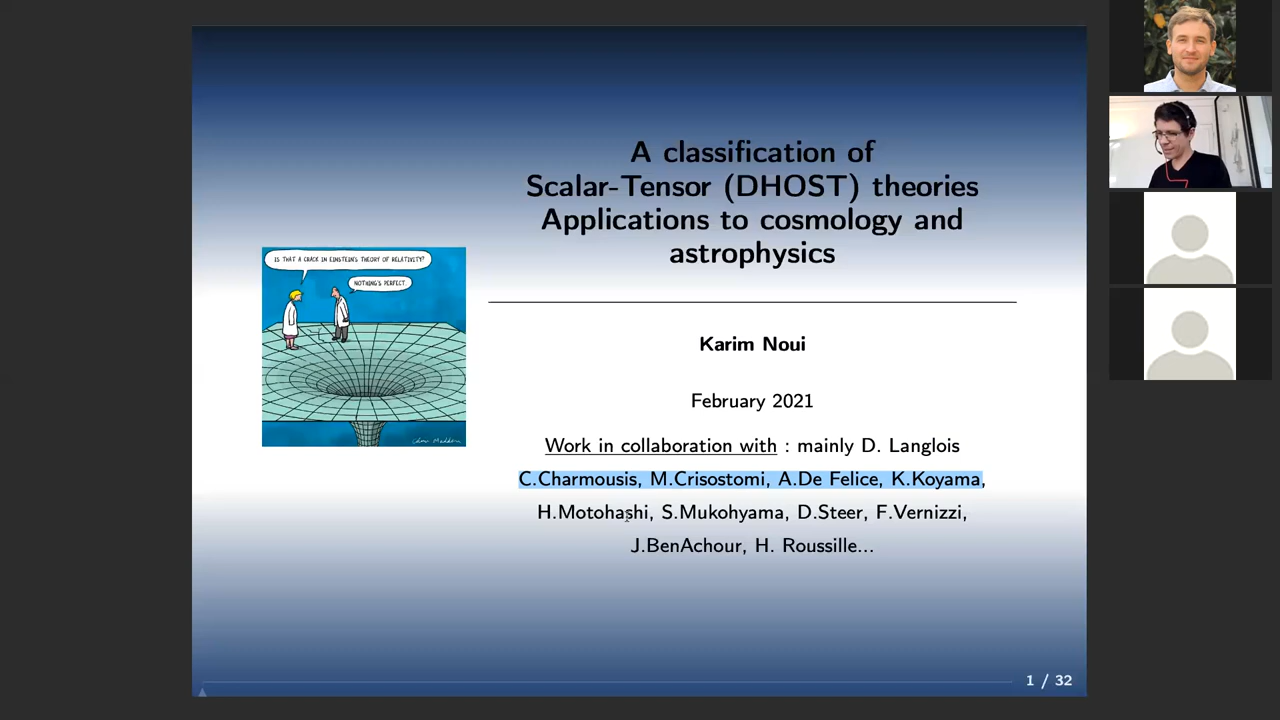 A classification of
Scalar-Tensor (DHOST) theories
Applications to cosmology and
astrophysics
IS THAT A CRACK IN EINSTEIN'S THEORY OF RELATIVITY?
NOTHING'S PERFECT.
Karim Noui
February 2021
Work in collaboration with : mainly D. Langlois
C.Charmousis, M.Crisostomi, A.De Felice, K.Koyama,
H.Motohashi, S.Mukohyama, D.Steer, F.Vernizzi,
J.BenAchour, H. Roussille...
1 / 32